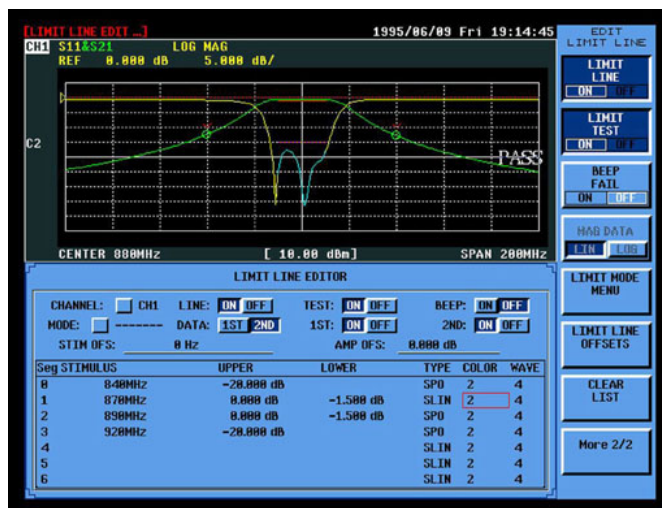 [LIMIT LINE EDIT ...] 1995/06/09 Fri 19:14:45
CH1 S11&S21 LOG MAG
REF 0.000 dB 5.000 dB/
C2
PASS
CENTER 880MHz [ 10.00 dBm] SPAN 200MHz
LIMIT LINE EDITOR
CHANNEL: CH1 LINE: ON OFF TEST: ON OFF BEEP: ON OFF
MODE: ------- DATA: 1ST 2ND 1ST: ON OFF 2ND: ON OFF
STIM OFS: 0 Hz AMP OFS: 0.000 dB
Seg STIMULUS UPPER LOWER TYPE COLOR WAVE
0 840MHz -20.000 dB SPO 2 4
1 870MHz 0.000 dB -1.500 dB SLIN 2 4
2 890MHz 0.000 dB -1.500 dB SPO 2 4
3 920MHz -20.000 dB SPO 2 4
4 SLIN 2 4
5 SLIN 2 4
6 SLIN 2 4
EDIT
LIMIT LINE
LIMIT
LINE
ON OFF
LIMIT
TEST
ON OFF
BEEP
FAIL
ON OFF
MAG DATA
LIN LOG
LIMIT MODE
MENU
LIMIT LINE
OFFSETS
CLEAR
LIST
More 2/2